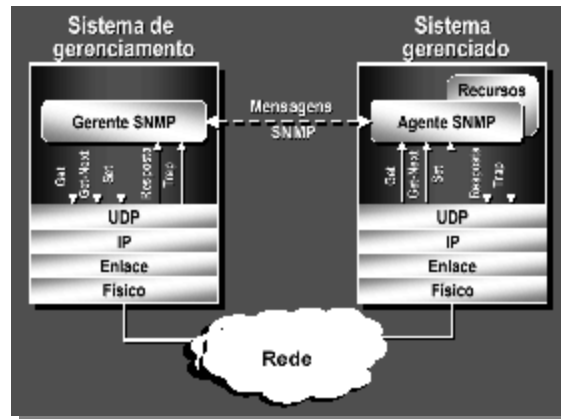 Sistema de
gerenciamento
Gerente SNMP
Get
Get-Next
Set
Resposta
Trap
UDP
IP
Enlace
Físico
Mensagens
SNMP
Sistema
gerenciado
Recursos
Agente SNMP
Get
Get-Next
Set
Resposta
Trap
UDP
IP
Enlace
Físico
Rede